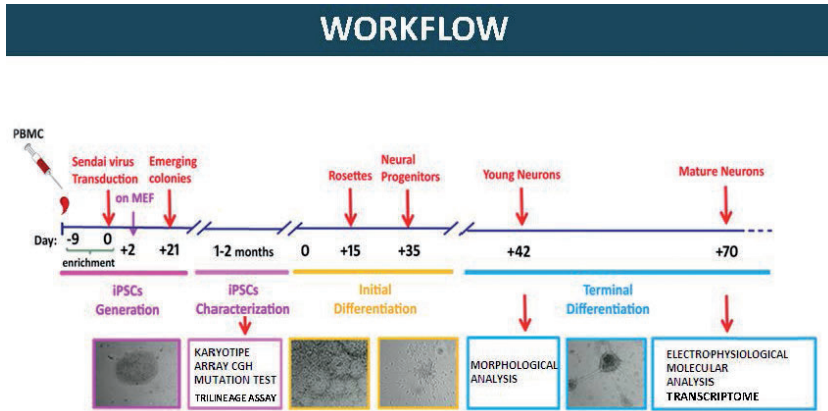 WORKFLOW
PBMC
Sendai virus
Transduction
on MEF
Emerging
colonies
Rosettes
Neural
Progenitors
Young Neurons
Mature Neurons
Day: -9 0 +2 +21 1-2 months 0 +15 +35 +42 +70
enrichment
iPSCs
Generation
iPSCs
Characterization
Initial
Differentiation
Terminal
Differentiation
KARYOTIPE
ARRAY CGH
MUTATION TEST
TRILINEAGE ASSAY
MORPHOLOGICAL
ANALYSIS
ELECTROPHYSIOLOGICAL
MOLECULAR
ANALYSIS
TRANSCRIPTOME